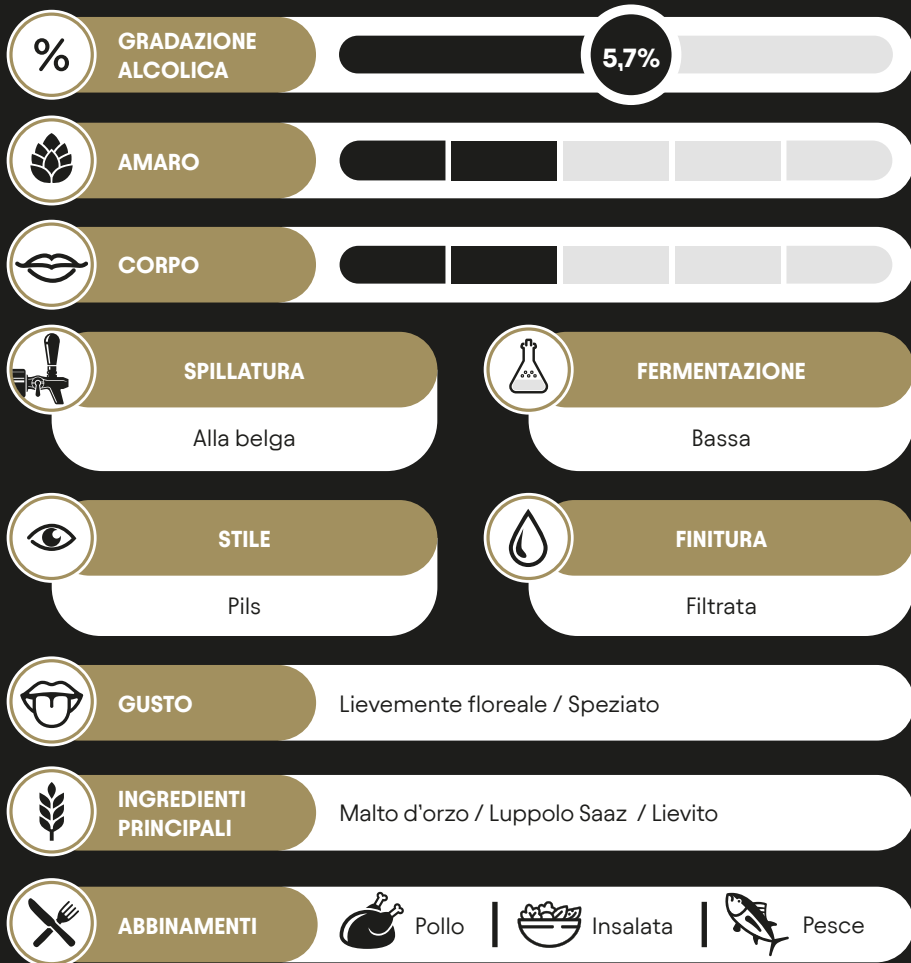 %
GRADAZIONE
ALCOLICA
5,7%
AMARO
CORPO
SPILLATURA
Alla belga
FERMENTAZIONE
Bassa
STILE
Pils
FINITURA
Filtrata
GUSTO
Lievemente floreale / Speziato
INGREDIENTI
PRINCIPALI
Malto d’orzo / Luppolo Saaz / Lievito
ABBINAMENTI
Pollo
Insalata
Pesce